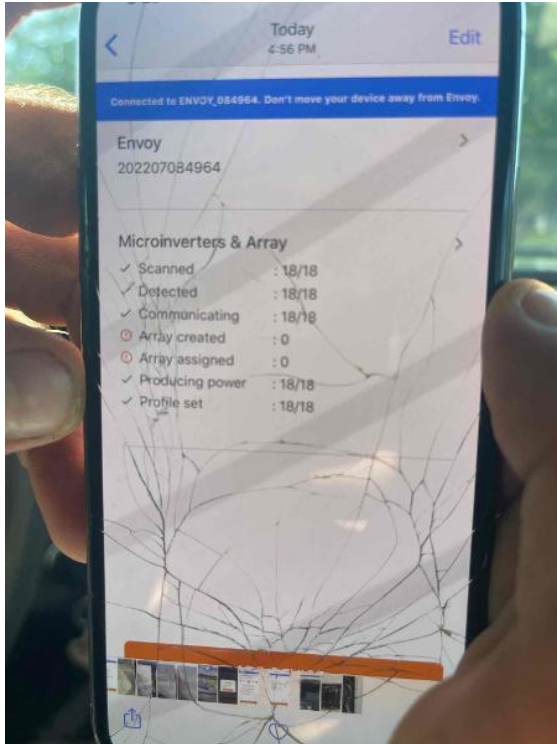 Today
4:56 PM
Edit
Connected to ENVOY_084964. Don't move your device away from Envoy.
Envoy
202207084964
Microinverters & Array
Scanned : 18/18
Detected : 18/18
Communicating : 18/18
Array created : 0
Array assigned : 0
Producing power : 18/18
Profile set : 18/18